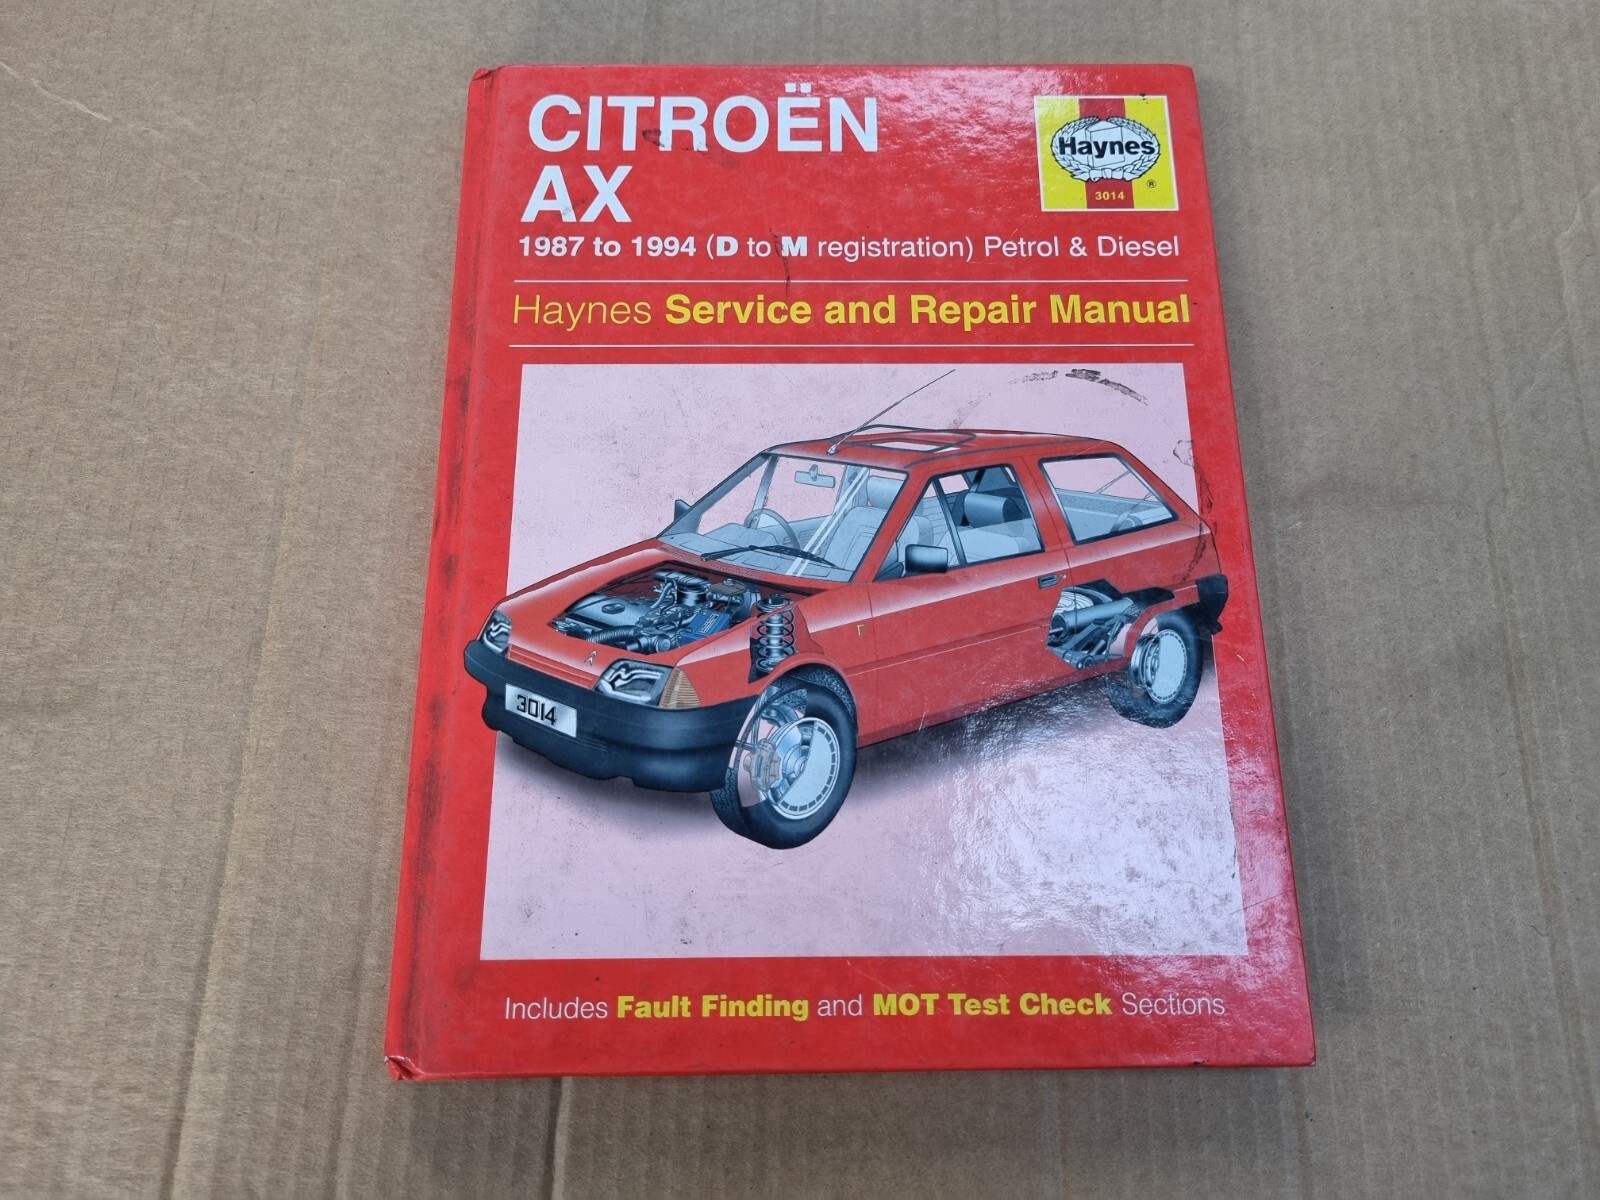 CITROËN
AX
Haynes
®
3014
1987 to 1994 (D to M registration) Petrol & Diesel
Haynes Service and Repair Manual
3014
Includes Fault Finding and MOT Test Check Sections